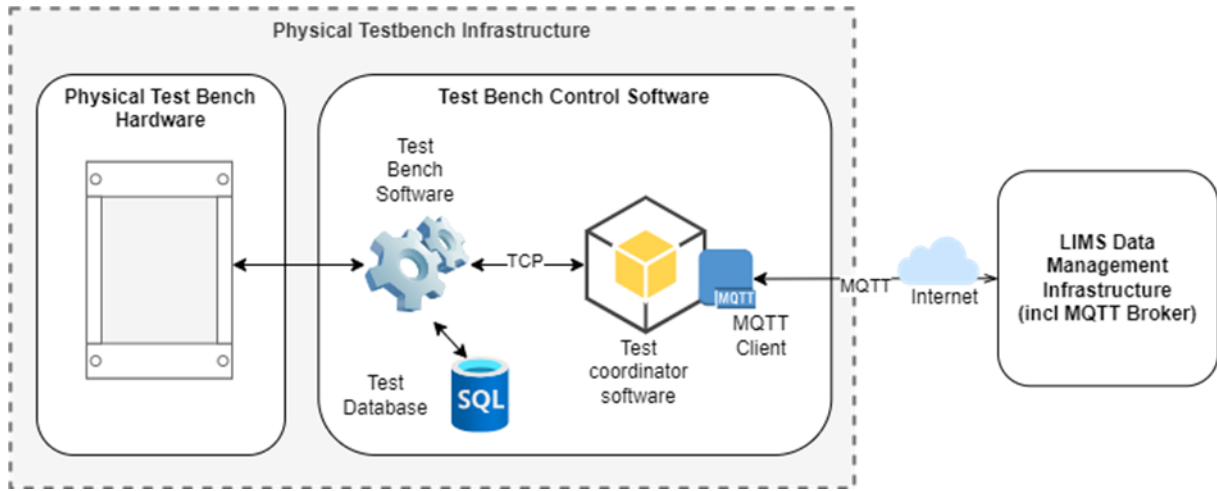 Physical Testbench Infrastructure
Physical Test Bench
Hardware
Test Bench Control Software
Test
Bench
Software
TCP
Test
Database
SQL
Test
coordinator
software
MQTT
MQTT
Client
MQTT
Internet
LIMS Data
Management
Infrastructure
(incl MQTT Broker)